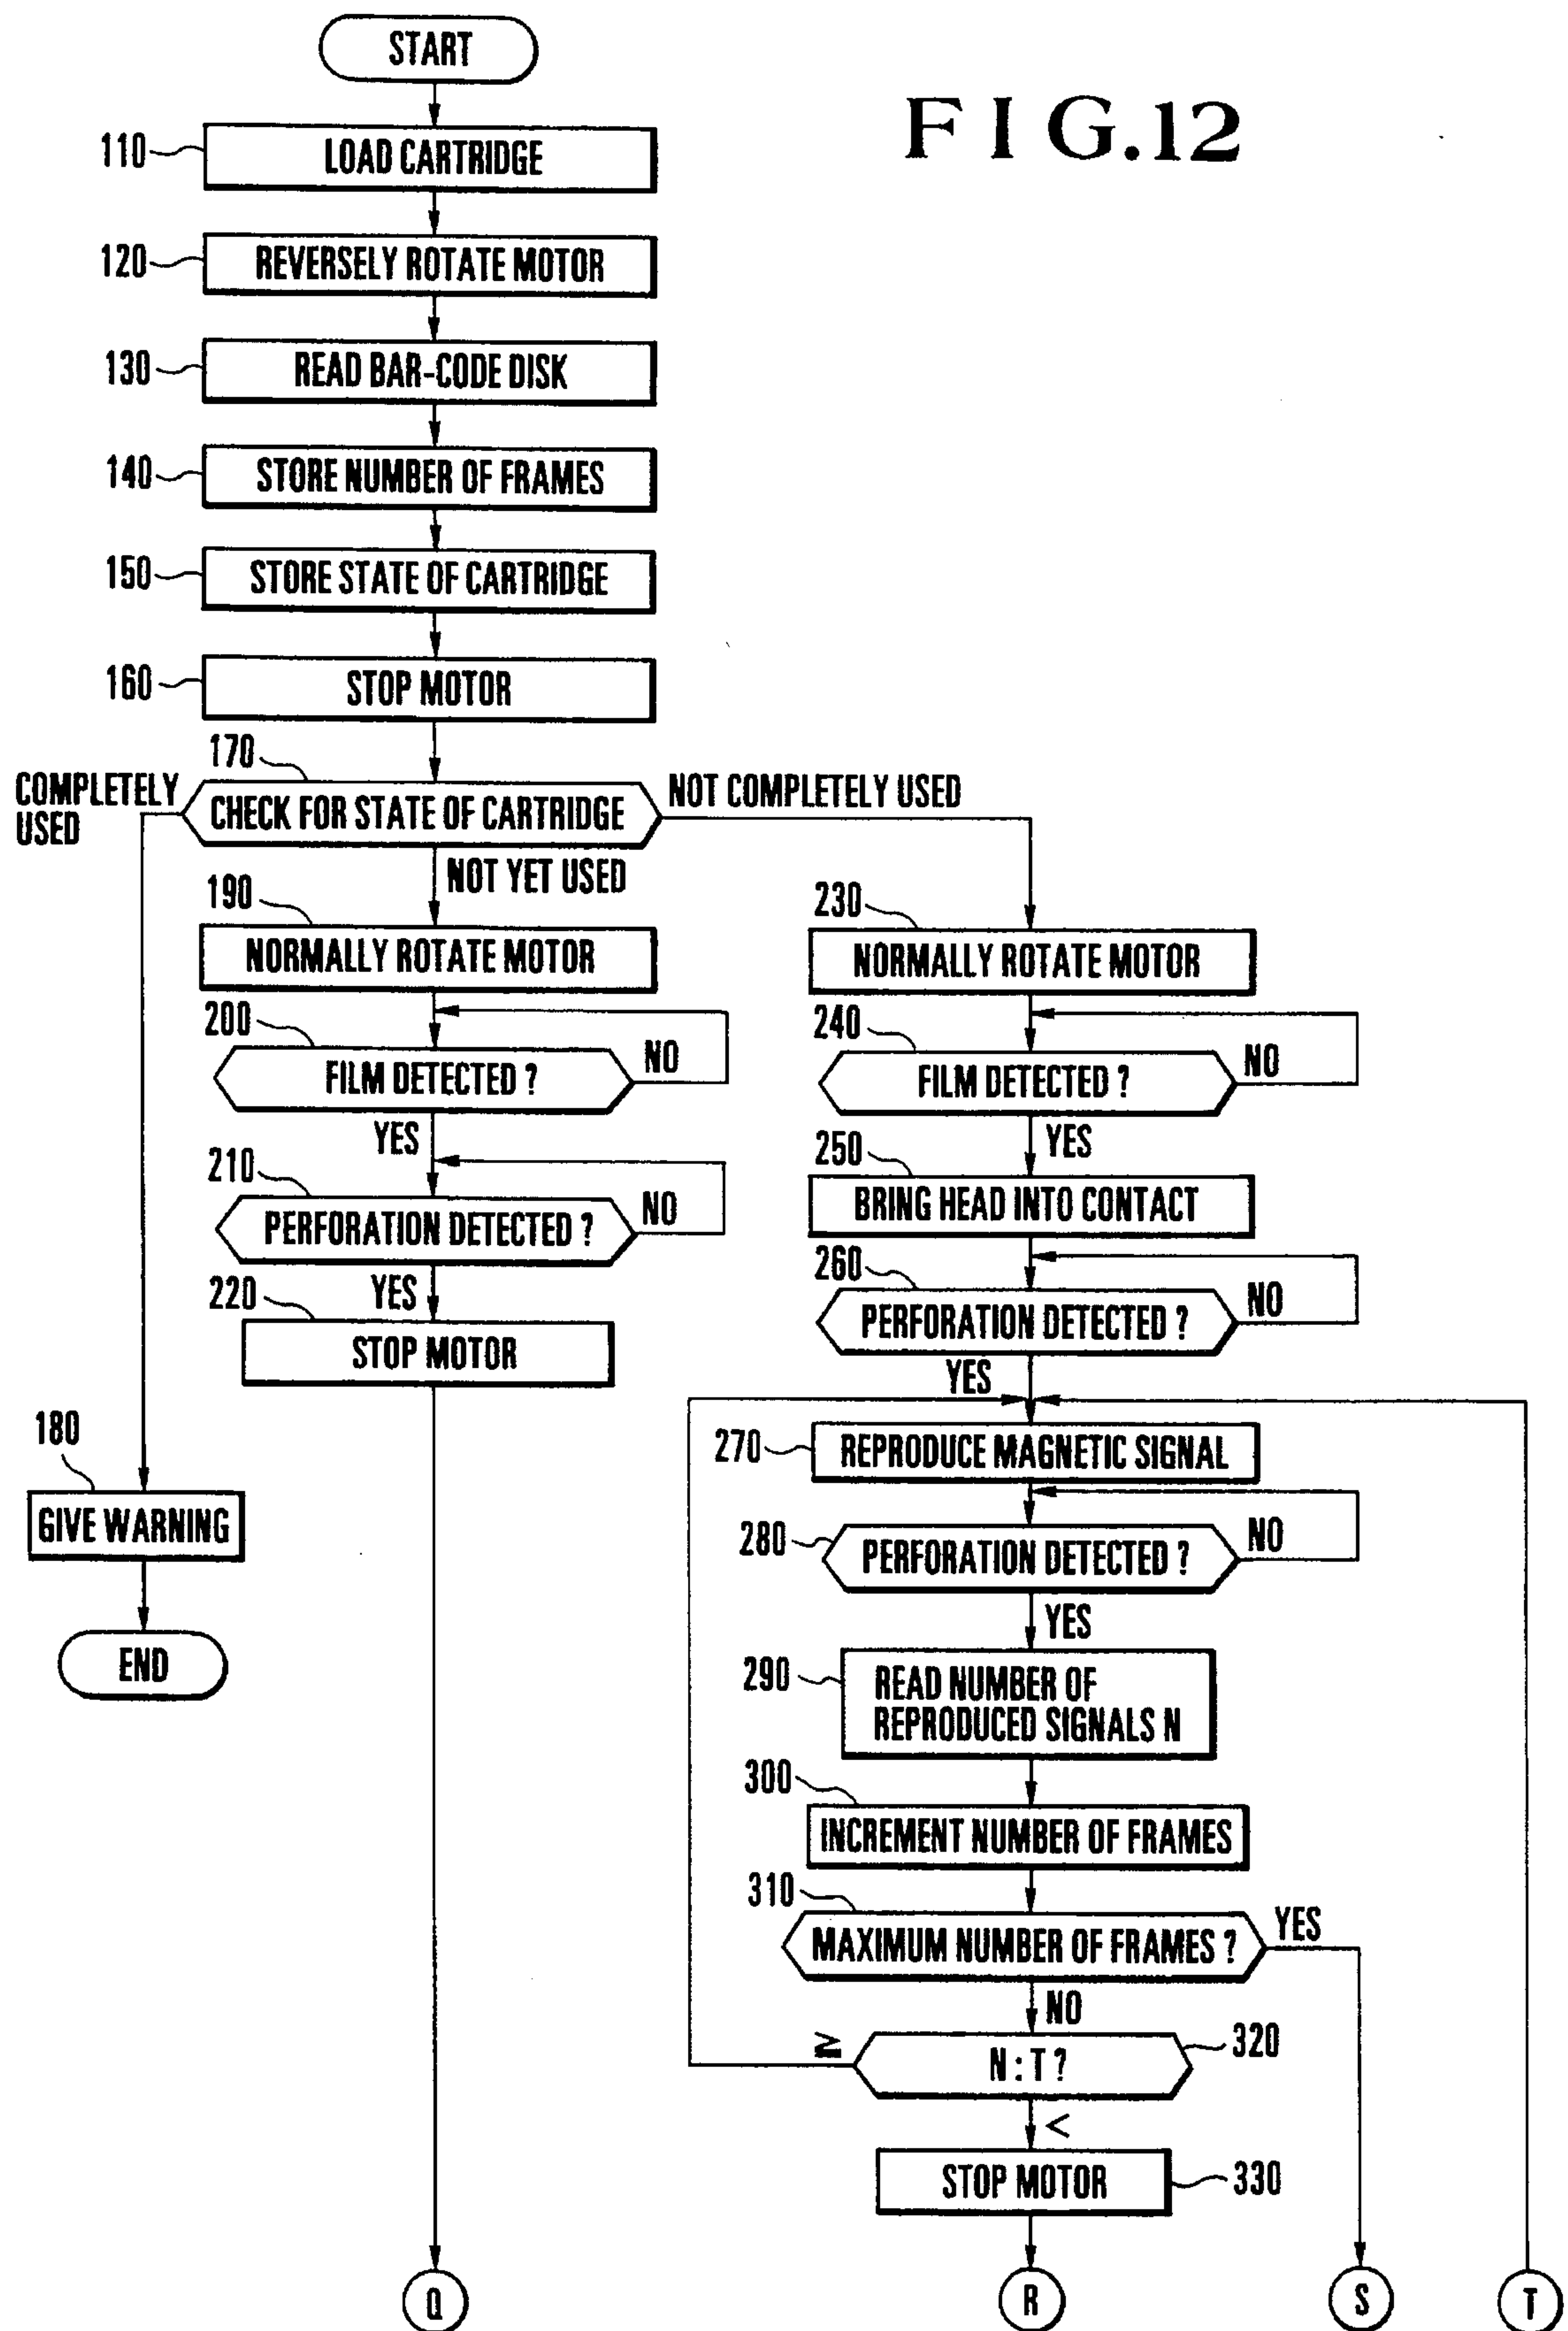 START
FIG.12
110
LOAD CARTRIDGE
120
REVERSELY ROTATE MOTOR
130
READ BAR-CODE DISK
140
STORE NUMBER OF FRAMES
150
STORE STATE OF CARTRIDGE
160
STOP MOTOR
170
COMPLETELY
USED
CHECK FOR STATE OF CARTRIDGE
NOT COMPLETELY USED
NOT YET USED
190
NORMALLY ROTATE MOTOR
200
FILM DETECTED ?
NO
YES
210
PERFORATION DETECTED ?
NO
YES
220
STOP MOTOR
180
GIVE WARNING
END
230
NORMALLY ROTATE MOTOR
240
FILM DETECTED ?
NO
YES
250
BRING HEAD INTO CONTACT
260
PERFORATION DETECTED ?
NO
YES
270
REPRODUCE MAGNETIC SIGNAL
280
PERFORATION DETECTED ?
NO
YES
290
READ NUMBER OF
REPRODUCED SIGNALS N
300
INCREMENT NUMBER OF FRAMES
310
MAXIMUM NUMBER OF FRAMES ?
YES
NO
≧
N : T ?
320
<
STOP MOTOR
330
Q
R
S
T